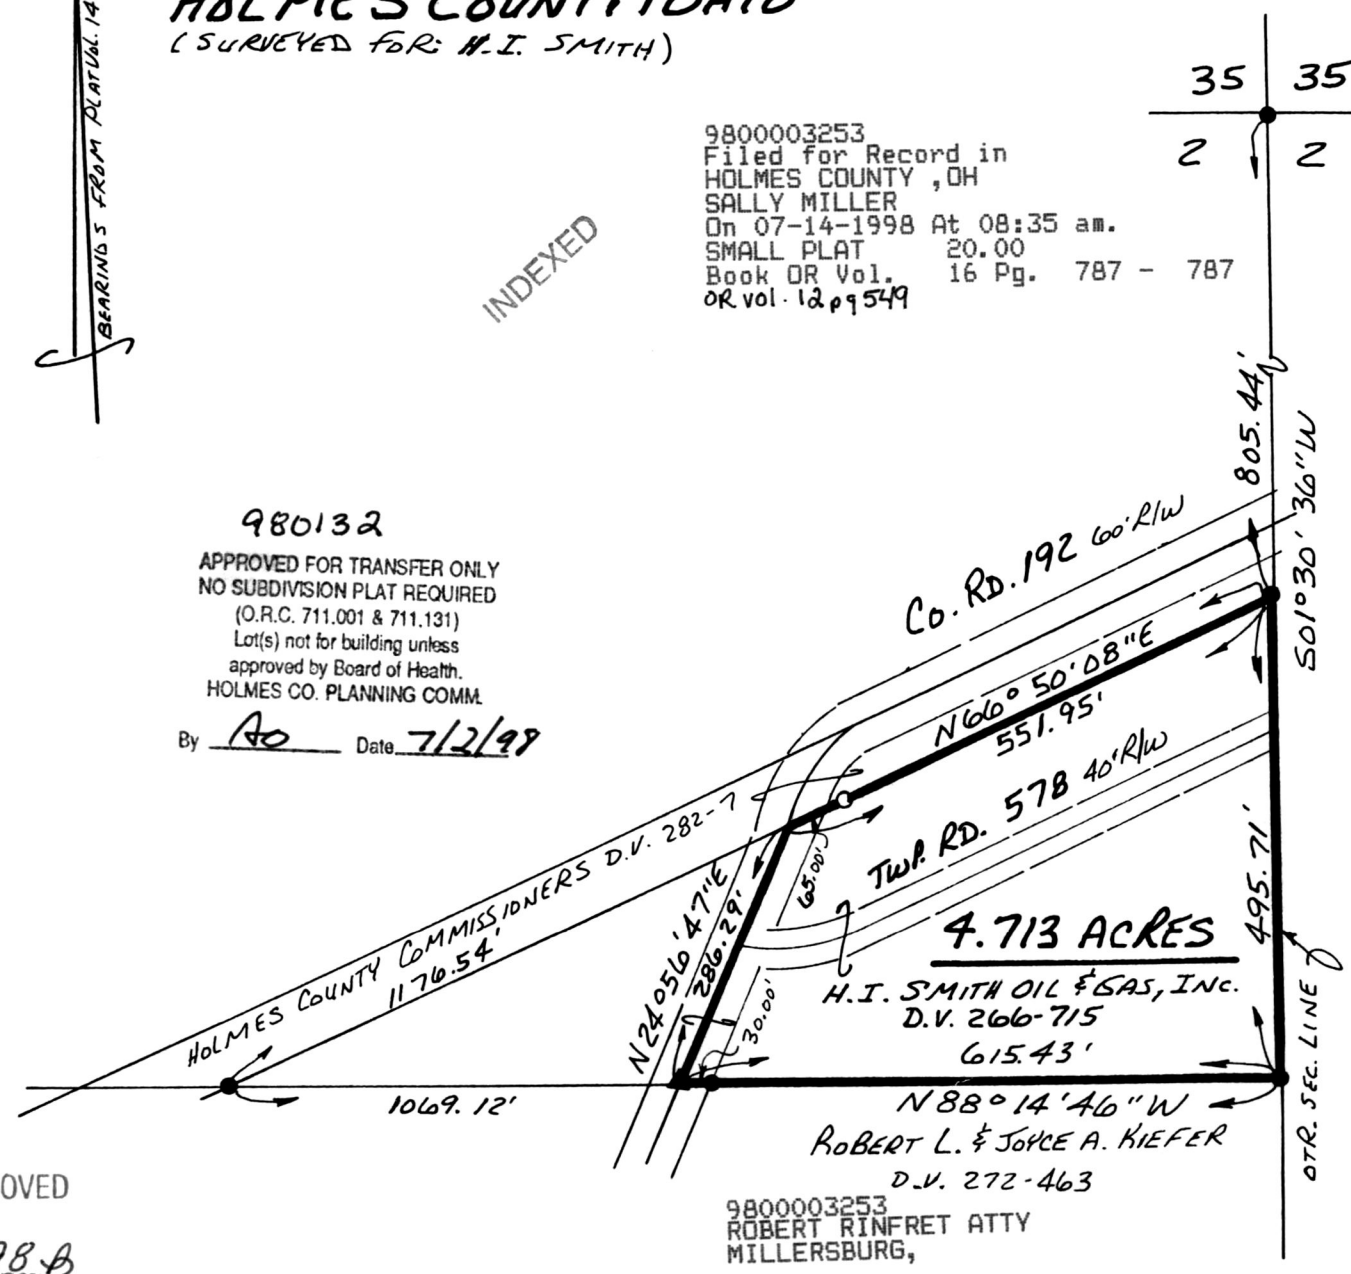 HOLMES COUNTY, OHIO
(SURVEYED FOR: H.I. SMITH)
BEARINGS FROM PLAT Vol. 14
35 35
2 2
9800003253
Filed for Record in
HOLMES COUNTY ,OH
SALLY MILLER
On 07-14-1998 At 08:35 am.
SMALL PLAT 20.00
Book OR Vol. 16 Pg. 787 - 787
OR vol. 12 pg 549
INDEXED
805.44'
S01°30'36"W
980132
APPROVED FOR TRANSFER ONLY
NO SUBDIVISION PLAT REQUIRED
(O.R.C. 711.001 & 711.131)
Lot(s) not for building unless
approved by Board of Health.
HOLMES CO. PLANNING COMM.
By Date 7/2/98
CO. RD. 192 60' R/W
N66°50'08"E
551.95'
TWP. RD. 578 40' R/W
HOLMES COUNTY COMMISSIONERS D.V. 282-7
1176.54'
N24°56'47"E
286.29'
65.00'
30.00'
495.71'
4.713 ACRES
H.I. SMITH OIL & GAS, INC.
D.V. 266-715
615.43'
QTR. SEC. LINE
1069.12'
N88°14'46"W
ROBERT L. & JOYCE A. KIEFER
D.V. 272-463
OVED
98
9800003253
ROBERT RINFRET ATTY
MILLERSBURG,